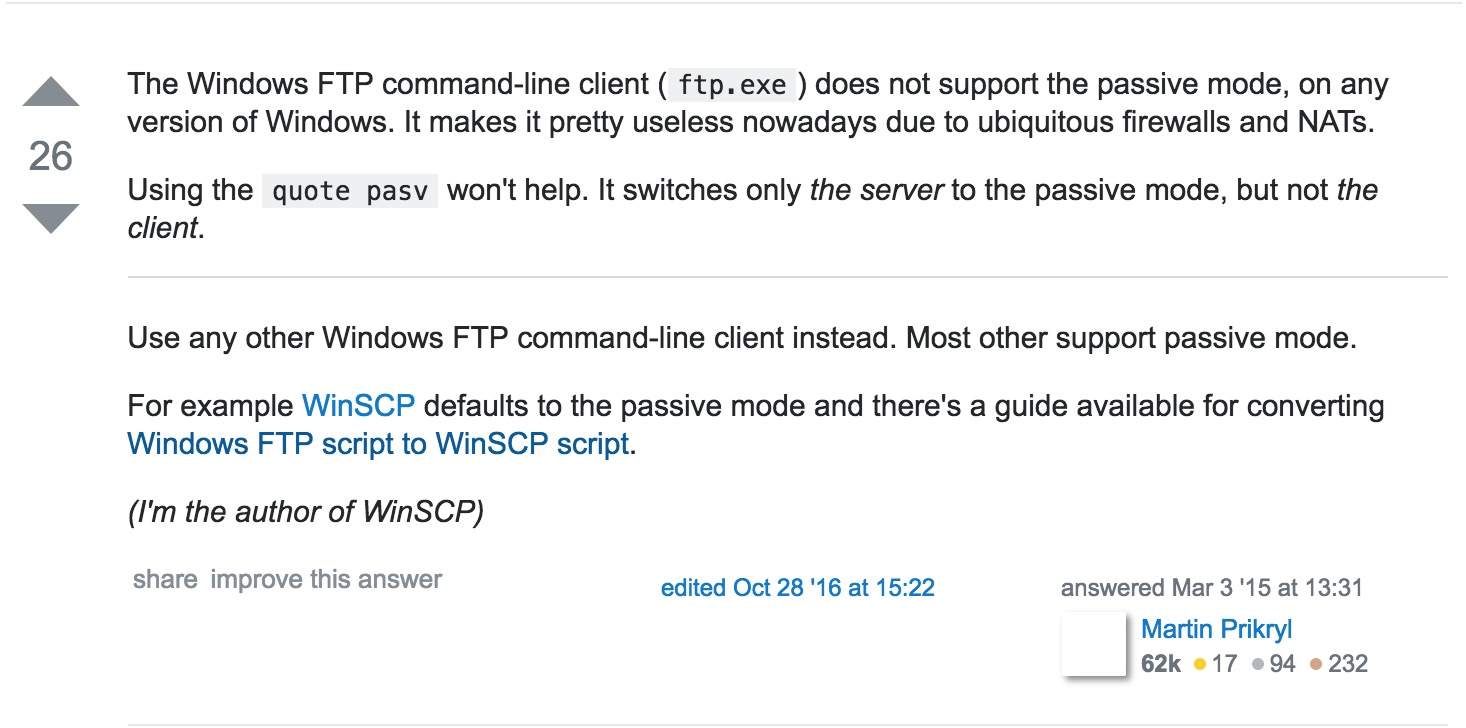 The Windows FTP command-line client ( ftp.exe ) does not support the passive mode, on any
version of Windows. It makes it pretty useless nowadays due to ubiquitous firewalls and NATs.
26
Using the quote pasv won't help. It switches only the server to the passive mode, but not the
client.
Use any other Windows FTP command-line client instead. Most other support passive mode.
For example WinSCP defaults to the passive mode and there's a guide available for converting
Windows FTP script to WinSCP script.
(I'm the author of WinSCP)
share improve this answer
edited Oct 28 '16 at 15:22
answered Mar 3 '15 at 13:31
Martin Prikryl
62k 17 94 232